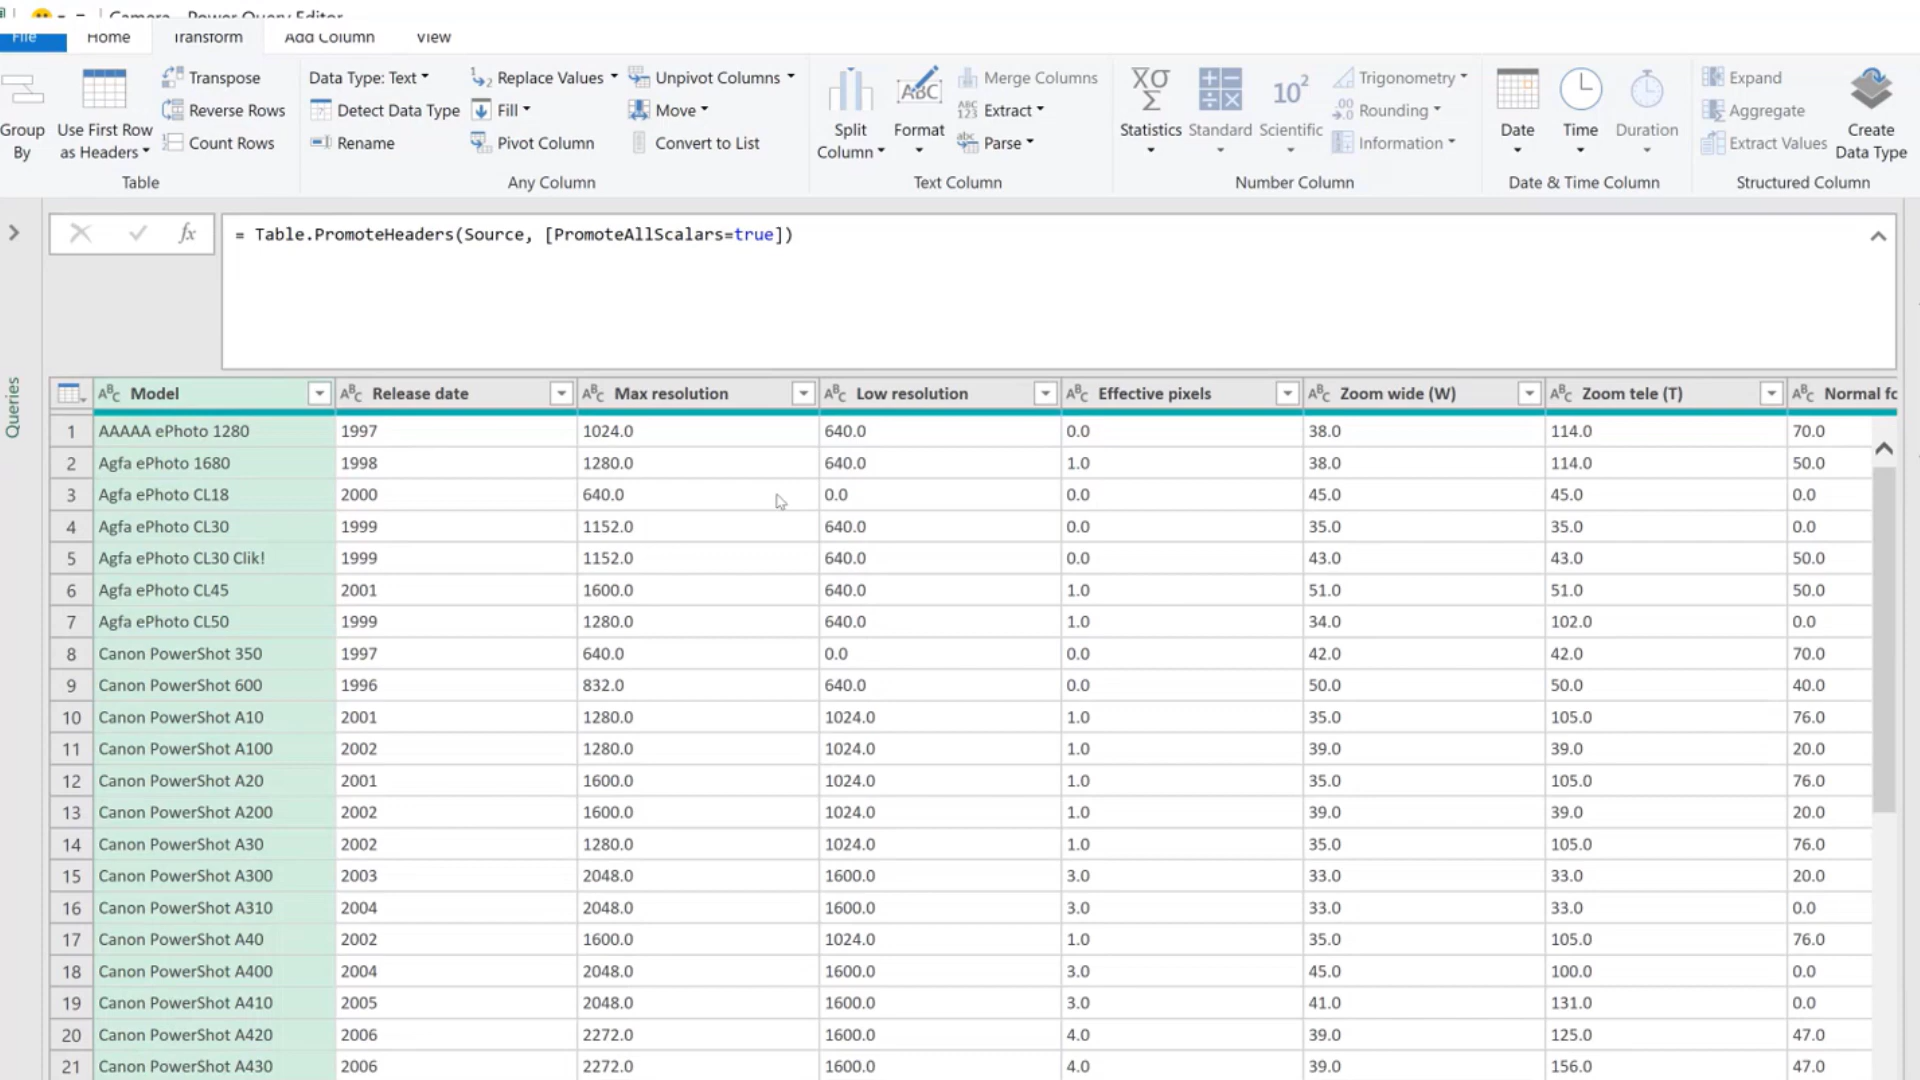 Camera - Power Query Editor
File Home Transform Add Column View
Group By
Use First Row as Headers
Transpose
Reverse Rows
Count Rows
Table
Data Type: Text
Detect Data Type
Rename
Replace Values
Fill
Pivot Column
Unpivot Columns
Move
Convert to List
Any Column
Split Column
Format
Merge Columns
Extract
Parse
Text Column
Statistics
Standard
Scientific
Trigonometry
Rounding
Information
Number Column
Date
Time
Duration
Date & Time Column
Expand
Aggregate
Extract Values
Structured Column
Create Data Type
= Table.PromoteHeaders(Source, [PromoteAllScalars=true])
Queries
Model Release date Max resolution Low resolution Effective pixels Zoom wide (W) Zoom tele (T) Normal fc
1 AAAAA ePhoto 1280 1997 1024.0 640.0 0.0 38.0 114.0 70.0
2 Agfa ePhoto 1680 1998 1280.0 640.0 1.0 38.0 114.0 50.0
3 Agfa ePhoto CL18 2000 640.0 0.0 0.0 45.0 45.0 0.0
4 Agfa ePhoto CL30 1999 1152.0 640.0 0.0 35.0 35.0 0.0
5 Agfa ePhoto CL30 Clik! 1999 1152.0 640.0 0.0 43.0 43.0 50.0
6 Agfa ePhoto CL45 2001 1600.0 640.0 1.0 51.0 51.0 50.0
7 Agfa ePhoto CL50 1999 1280.0 640.0 1.0 34.0 102.0 0.0
8 Canon PowerShot 350 1997 640.0 0.0 0.0 42.0 42.0 70.0
9 Canon PowerShot 600 1996 832.0 640.0 0.0 50.0 50.0 40.0
10 Canon PowerShot A10 2001 1280.0 1024.0 1.0 35.0 105.0 76.0
11 Canon PowerShot A100 2002 1280.0 1024.0 1.0 39.0 39.0 20.0
12 Canon PowerShot A20 2001 1600.0 1024.0 1.0 35.0 105.0 76.0
13 Canon PowerShot A200 2002 1600.0 1024.0 1.0 39.0 39.0 20.0
14 Canon PowerShot A30 2002 1280.0 1024.0 1.0 35.0 105.0 76.0
15 Canon PowerShot A300 2003 2048.0 1600.0 3.0 33.0 33.0 20.0
16 Canon PowerShot A310 2004 2048.0 1600.0 3.0 33.0 33.0 0.0
17 Canon PowerShot A40 2002 1600.0 1024.0 1.0 35.0 105.0 76.0
18 Canon PowerShot A400 2004 2048.0 1600.0 3.0 45.0 100.0 0.0
19 Canon PowerShot A410 2005 2048.0 1600.0 3.0 41.0 131.0 0.0
20 Canon PowerShot A420 2006 2272.0 1600.0 4.0 39.0 125.0 47.0
21 Canon PowerShot A430 2006 2272.0 1600.0 4.0 39.0 156.0 47.0